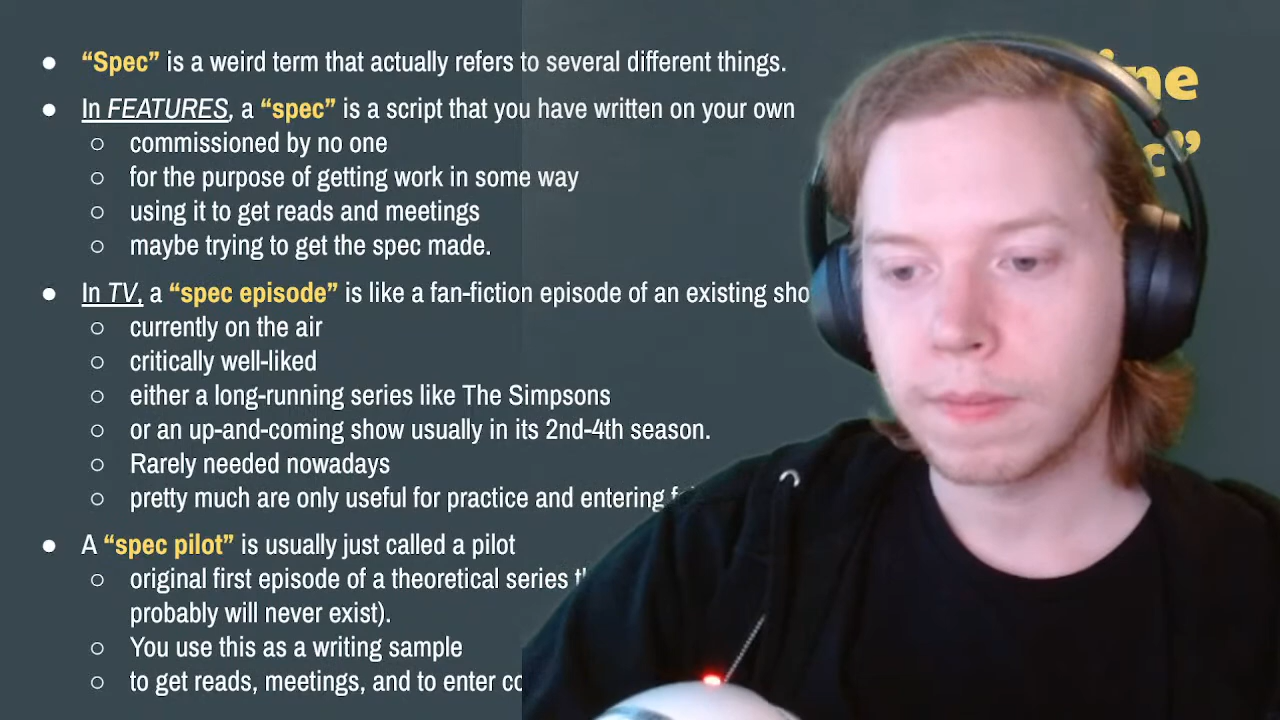 “Spec” is a weird term that actually refers to several different things.
In FEATURES, a “spec” is a script that you have written on your own
commissioned by no one
for the purpose of getting work in some way
using it to get reads and meetings
maybe trying to get the spec made.
In TV, a “spec episode” is like a fan-fiction episode of an existing
currently on the air
critically well-liked
either a long-running series like The Simpsons
or an up-and-coming show usually in its 2nd-4th season.
Rarely needed nowadays
pretty much are only useful for practice and entering
A “spec pilot” is usually just called a pilot
original first episode of a theoretical series
probably will never exist).
You use this as a writing sample
to get reads, meetings, and to enter